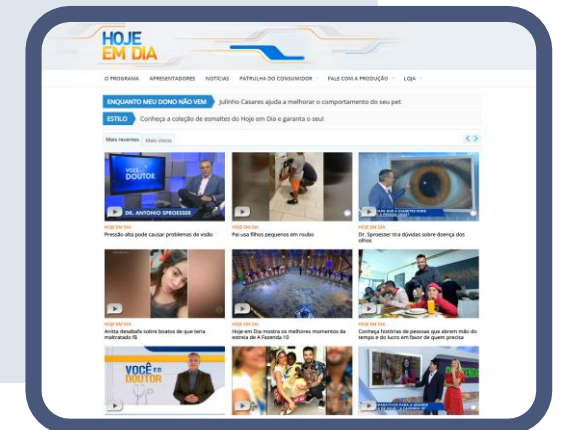 HOJE
EM DIA
O PROGRAMA APRESENTADORES NOTÍCIAS PATRULHA DO CONSUMIDOR FALE COM A PRODUÇÃO LOJA
ENQUANTO MEU DONO NÃO VEM Julinho Casares ajuda a melhorar o comportamento do seu pet
ESTILO Conheça a coleção de esmaltes do Hoje em Dia e garanta o seu!
Mais recentes Mais vistos
VOCÊ E O
DOUTOR
DR. ANTONIO SPROESSER
HOJE EM DIA
Pressão alta pode causar problemas de visão
HOJE EM DIA
Pai usa filhos pequenos em roubo
HOJE EM DIA
Dr. Sproesser tira dúvidas sobre doença dos
olhos
HOJE EM DIA
Anitta desabafa sobre boatos de que teria
maltratado fã
HOJE EM DIA
Hoje em Dia mostra os melhores momentos da
estreia de A Fazenda 10
HOJE EM DIA
Conheça histórias de pessoas que abrem mão do
tempo e do lucro em favor de quem precisa
VOCÊ E O
DOUTOR